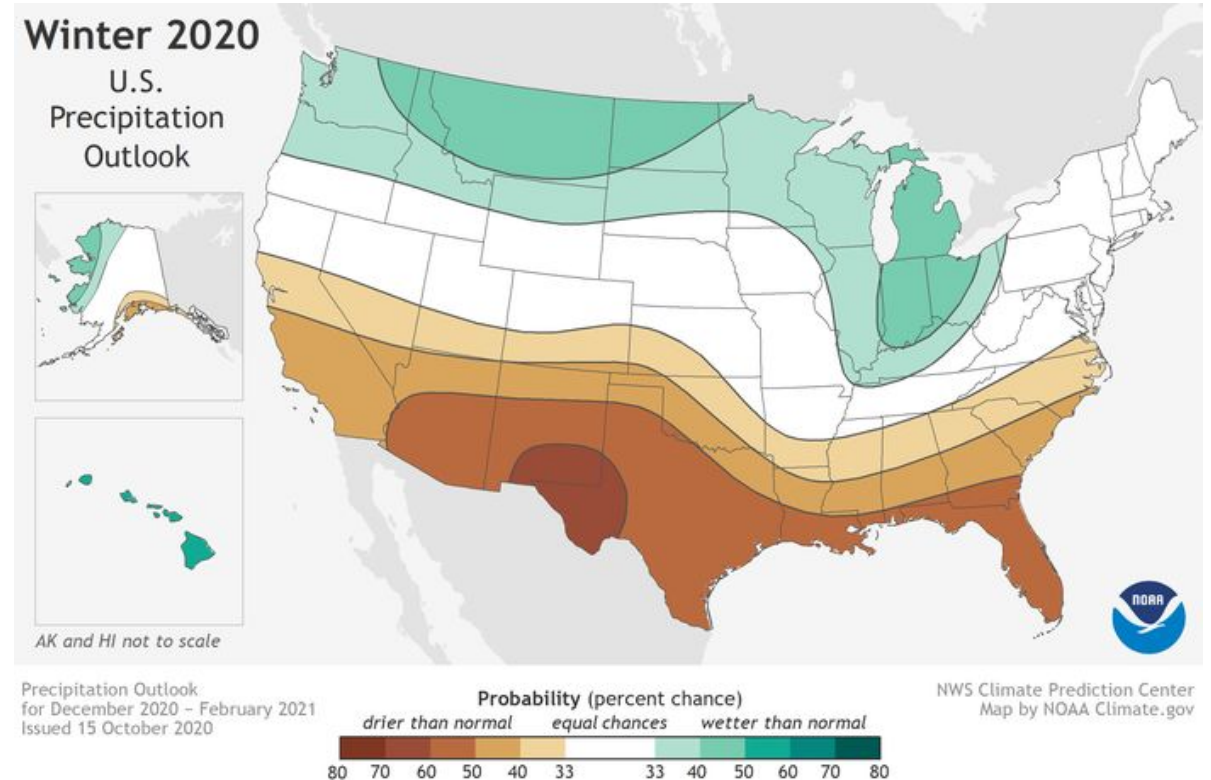 Winter 2020
U.S.
Precipitation
Outlook
AK and HI not to scale
NOAA
Precipitation Outlook
for December 2020 – February 2021
Issued 15 October 2020
Probability (percent chance)
drier than normal equal chances wetter than normal
80 70 60 50 40 33 33 40 50 60 70 80
NWS Climate Prediction Center
Map by NOAA Climate.gov